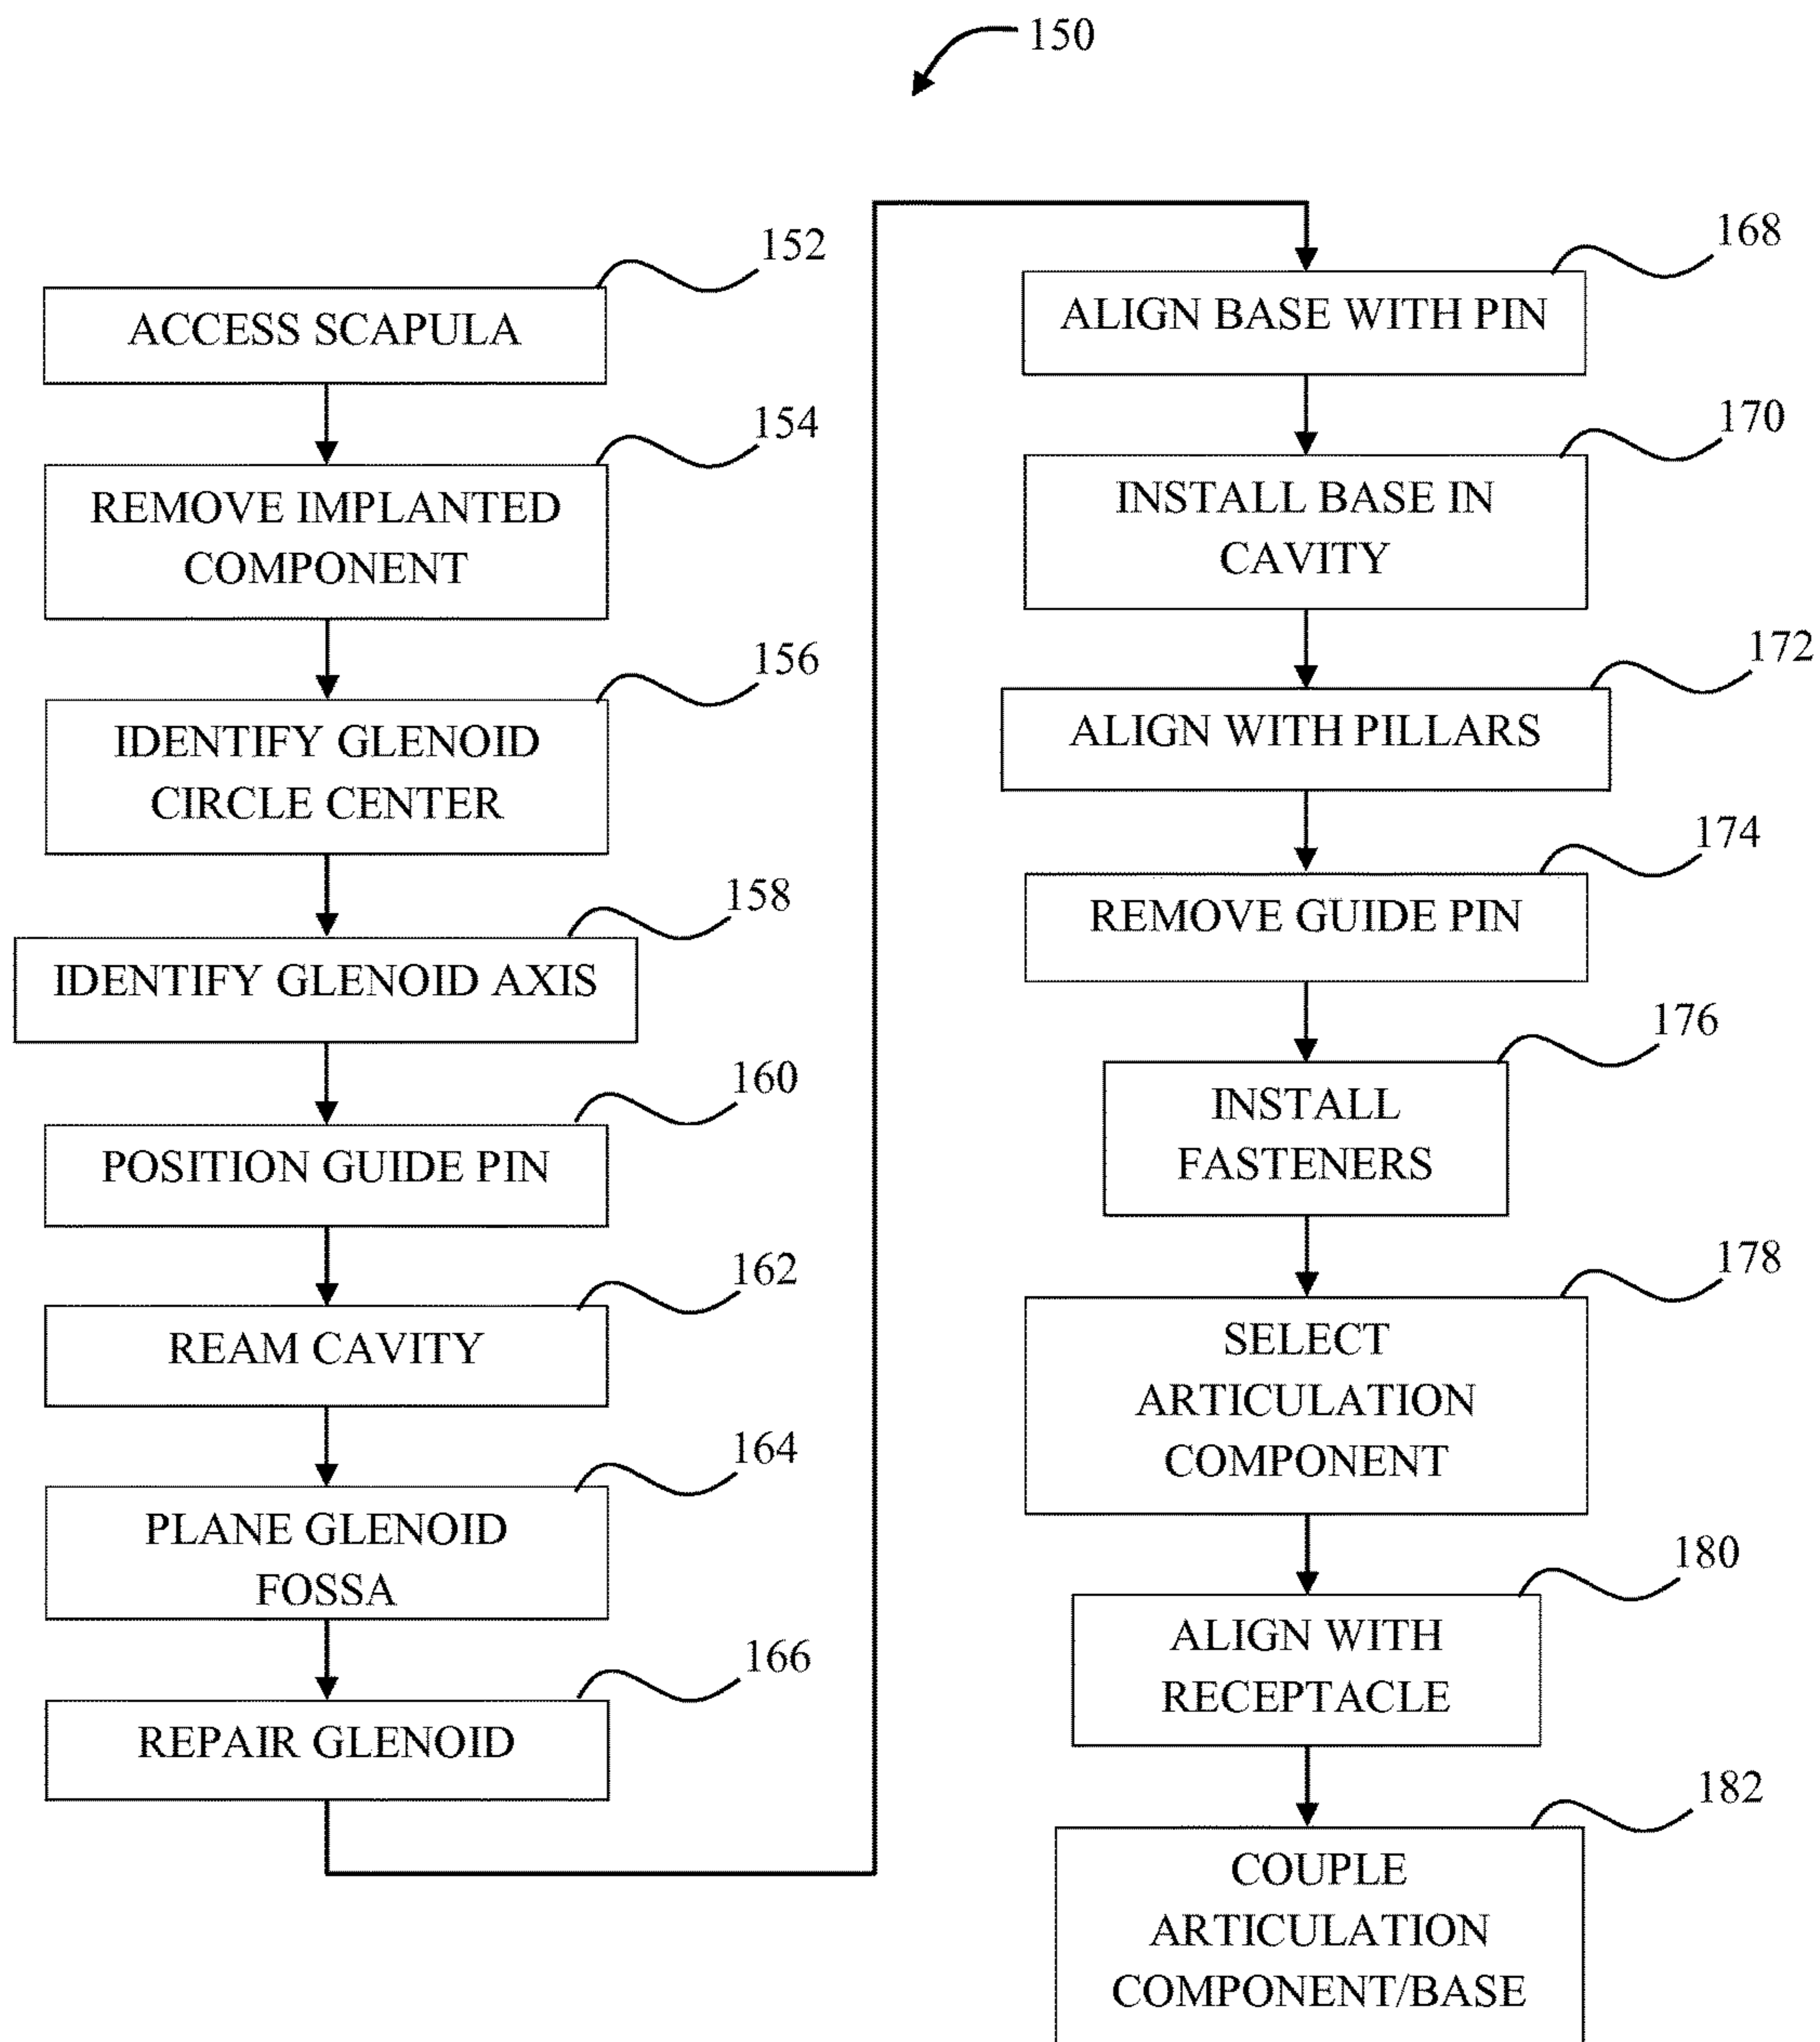 150
152
ACCESS SCAPULA
154
REMOVE IMPLANTED
COMPONENT
156
IDENTIFY GLENOID
CIRCLE CENTER
158
IDENTIFY GLENOID AXIS
160
POSITION GUIDE PIN
162
REAM CAVITY
164
PLANE GLENOID
FOSSA
166
REPAIR GLENOID
168
ALIGN BASE WITH PIN
170
INSTALL BASE IN
CAVITY
172
ALIGN WITH PILLARS
174
REMOVE GUIDE PIN
176
INSTALL
FASTENERS
178
SELECT
ARTICULATION
COMPONENT
180
ALIGN WITH
RECEPTACLE
182
COUPLE
ARTICULATION
COMPONENT/BASE